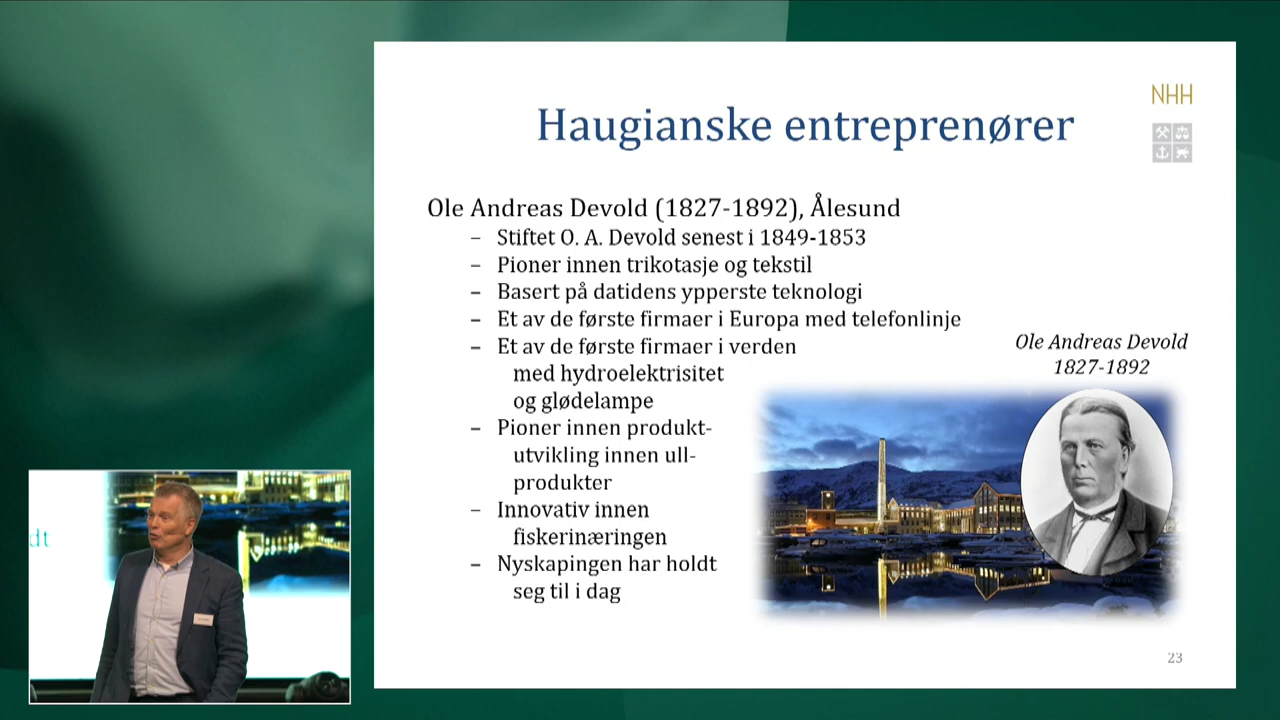 NHH
Haugianske entreprenører
Ole Andreas Devold (1827-1892), Ålesund
– Stiftet O. A. Devold senest i 1849-1853
– Pioner innen trikotasje og tekstil
– Basert på datidens ypperste teknologi
– Et av de første firmaer i Europa med telefonlinje
– Et av de første firmaer i verden
med hydroelektrisitet
og glødelampe
– Pioner innen produkt-
utvikling innen ull-
produkter
– Innovativ innen
fiskerinæringen
– Nyskapingen har holdt
seg til i dag
Ole Andreas Devold
1827-1892
23
dt